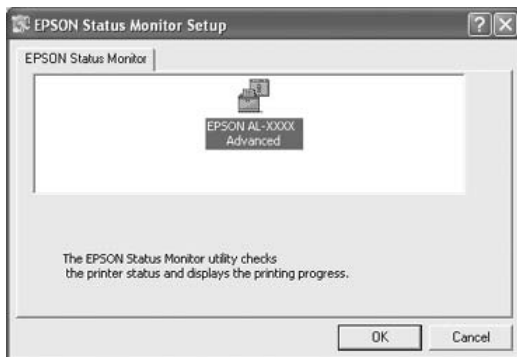 EPSON Status Monitor Setup
EPSON Status Monitor
EPSON AL-XXXX
Advanced
The EPSON Status Monitor utility checks
the printer status and displays the printing progress.
OK
Cancel